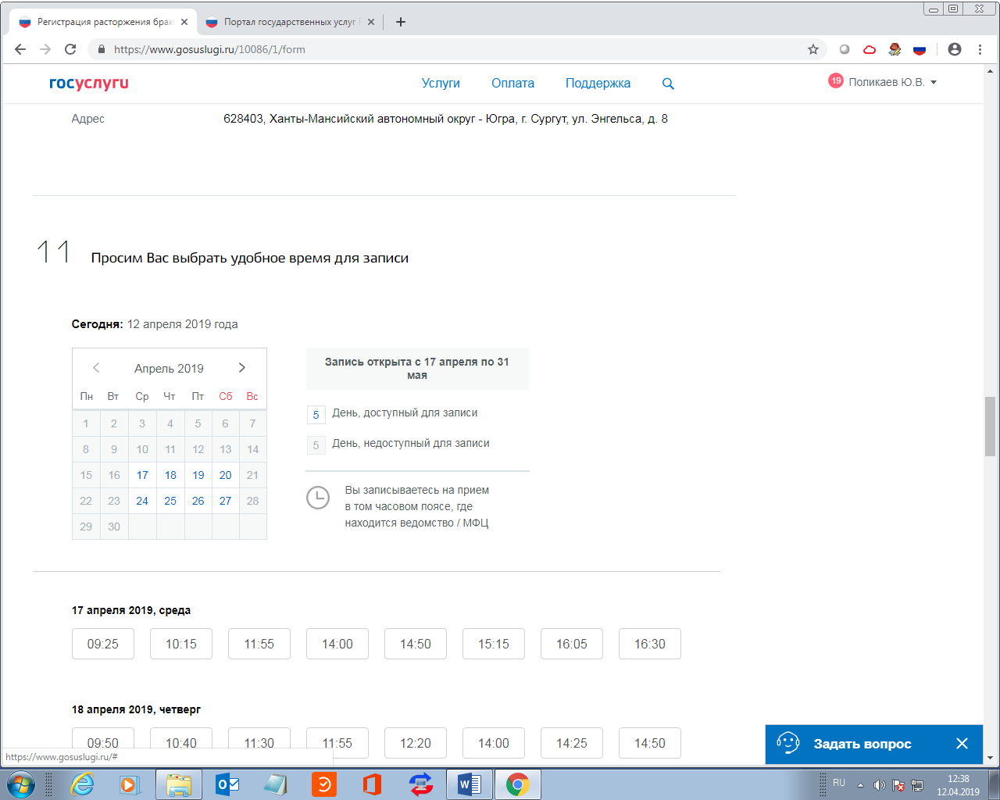 Регистрация расторжения брак
Портал государственных услуг
https://www.gosuslugi.ru/10086/1/form
госуслуги
Услуги Оплата Поддержка
19 Поликаев Ю.В.
Адрес 628403, Ханты-Мансийский автономный округ - Югра, г. Сургут, ул. Энгельса, д. 8
11 Просим Вас выбрать удобное время для записи
Сегодня: 12 апреля 2019 года
Апрель 2019
Пн Вт Ср Чт Пт Сб Вс
1 2 3 4 5 6 7
8 9 10 11 12 13 14
15 16 17 18 19 20 21
22 23 24 25 26 27 28
29 30
Запись открыта с 17 апреля по 31
мая
5 День, доступный для записи
5 День, недоступный для записи
Вы записываетесь на прием
в том часовом поясе, где
находится ведомство / МФЦ
17 апреля 2019, среда
09:25 10:15 11:55 14:00 14:50 15:15 16:05 16:30
18 апреля 2019, четверг
09:50 10:40 11:30 11:55 12:20 14:00 14:25 14:50
Задать вопрос
https://www.gosuslugi.ru/#
RU
12:38
12.04.2019